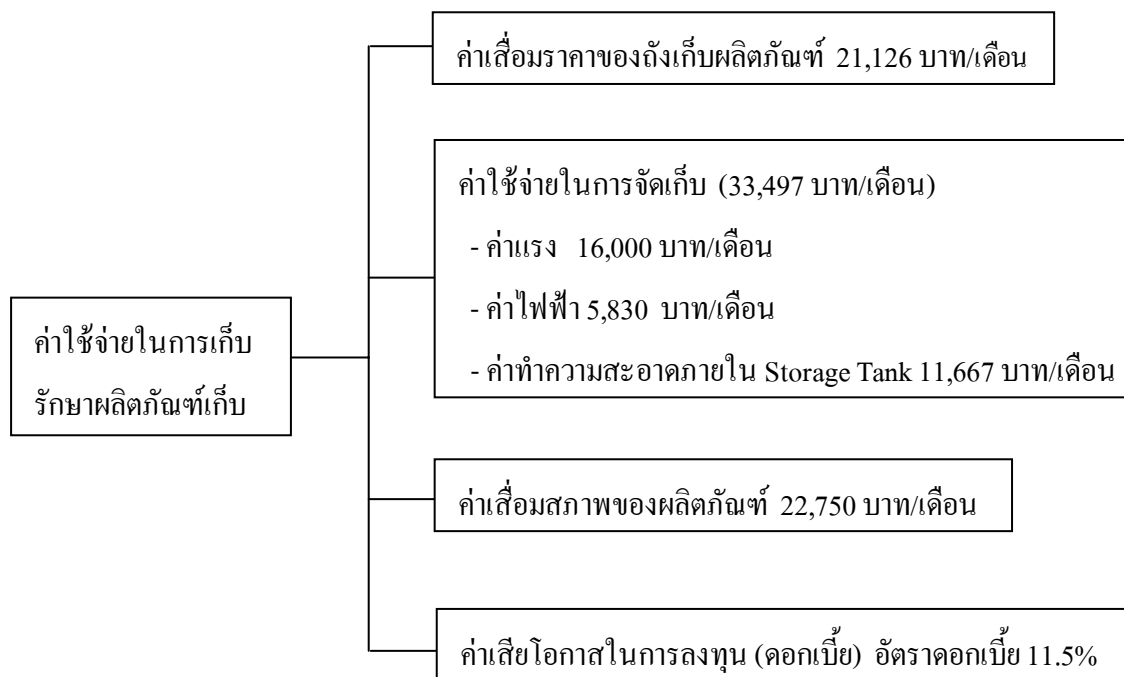 ค่าเสื่อมราคาของถังเก็บผลิตภัณฑ์ 21,126 บาท/เดือน
ค่าใช้จ่ายในการจัดเก็บ (33,497 บาท/เดือน)
- ค่าแรง 16,000 บาท/เดือน
- ค่าไฟฟ้า 5,830 บาท/เดือน
- ค่าทำความสะอาดภายใน Storage Tank 11,667 บาท/เดือน
ค่าใช้จ่ายในการเก็บ
รักษาผลิตภัณฑ์เก็บ
ค่าเสื่อมสภาพของผลิตภัณฑ์ 22,750 บาท/เดือน
ค่าเสียโอกาสในการลงทุน (ดอกเบี้ย) อัตราดอกเบี้ย 11.5%